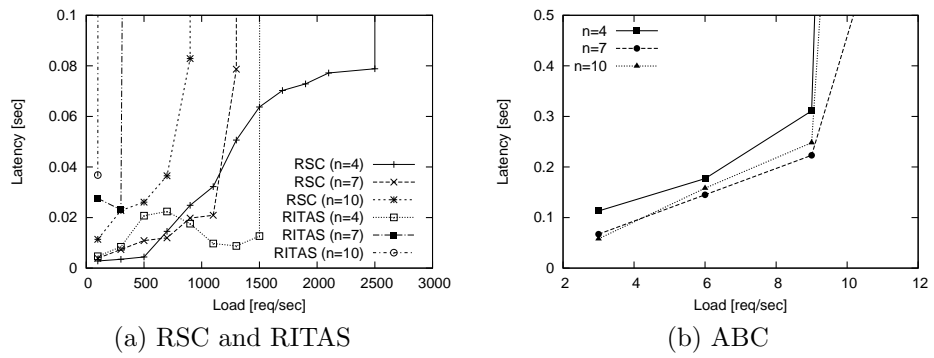 0.1
0.08
0.06
0.04
0.02
0
Latency [sec]
RSC (n=4)
RSC (n=7)
RSC (n=10)
RITAS (n=4)
RITAS (n=7)
RITAS (n=10)
0 500 1000 1500 2000 2500 3000
Load [req/sec]
(a) RSC and RITAS
0.5
0.4
0.3
0.2
0.1
0
Latency [sec]
n=4
n=7
n=10
2 4 6 8 10 12
Load [req/sec]
(b) ABC